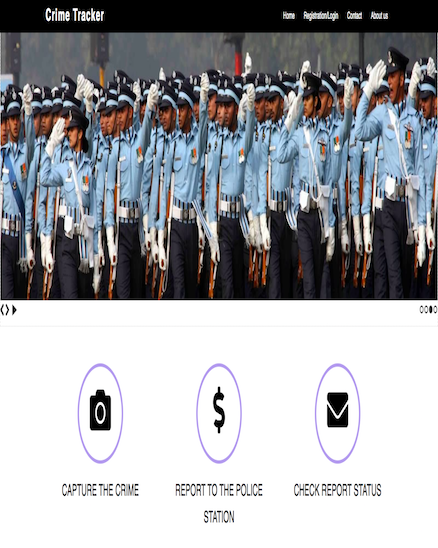 Crime Tracker
Home Registration/Login Contact About us
CAPTURE THE CRIME
REPORT TO THE POLICE
STATION
CHECK REPORT STATUS